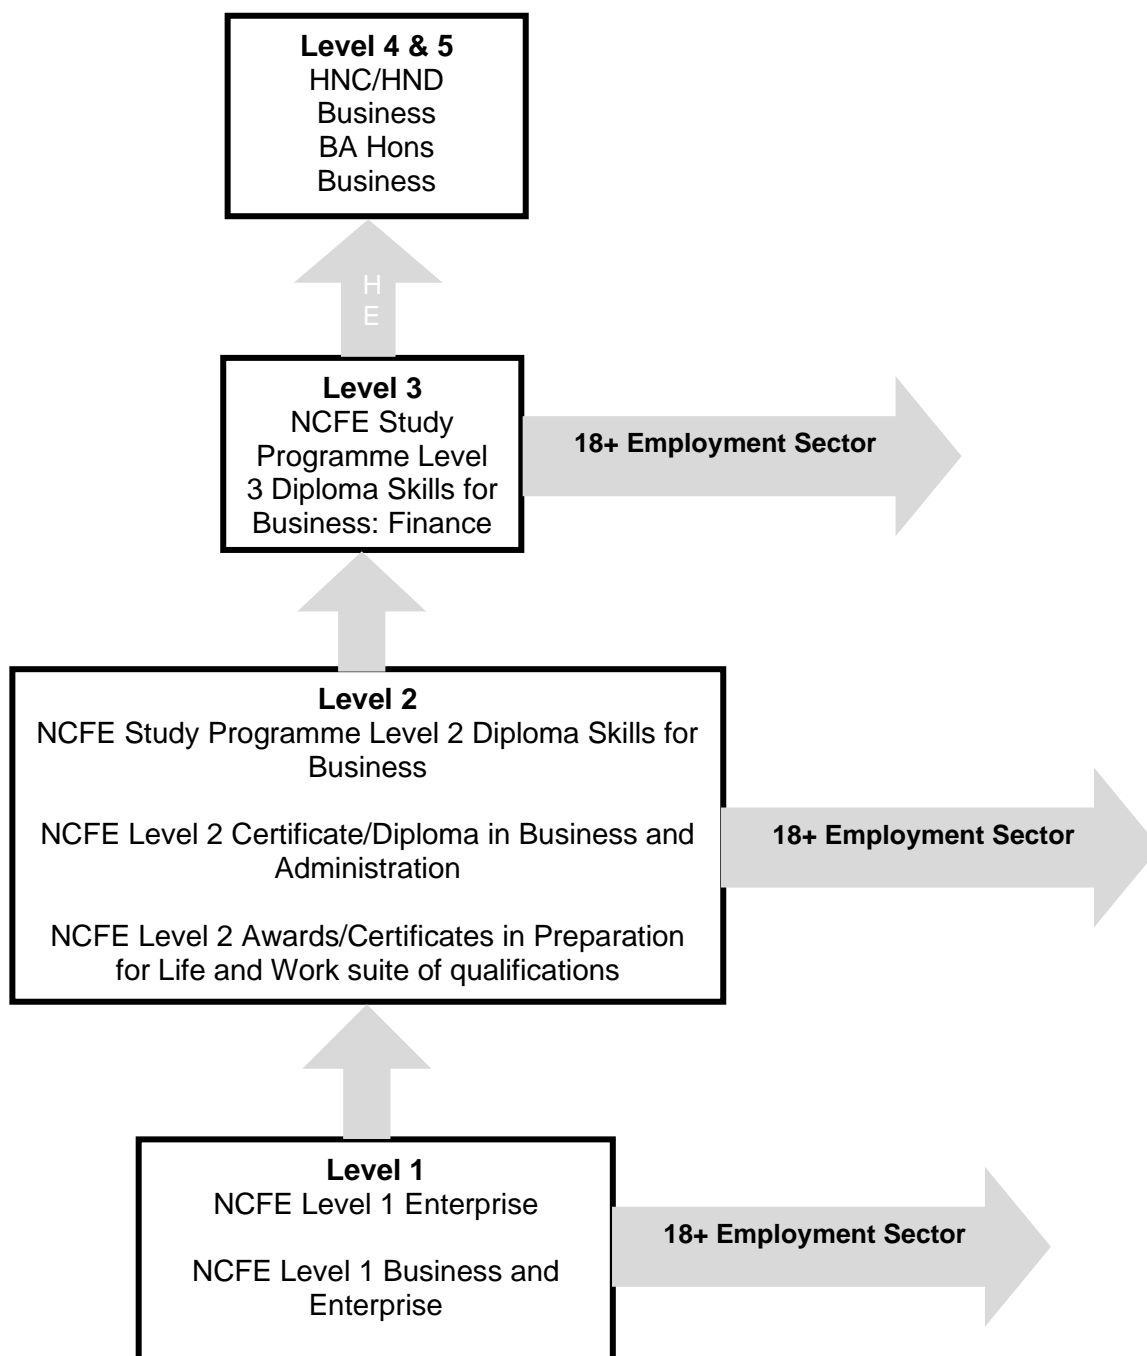 Level 4 & 5
HNC/HND
Business
BA Hons
Business
H
E
Level 3
NCFE Study
Programme Level
3 Diploma Skills for
Business: Finance
18+ Employment Sector
Level 2
NCFE Study Programme Level 2 Diploma Skills for
Business
NCFE Level 2 Certificate/Diploma in Business and
Administration
NCFE Level 2 Awards/Certificates in Preparation
for Life and Work suite of qualifications
18+ Employment Sector
Level 1
NCFE Level 1 Enterprise
NCFE Level 1 Business and
Enterprise
18+ Employment Sector